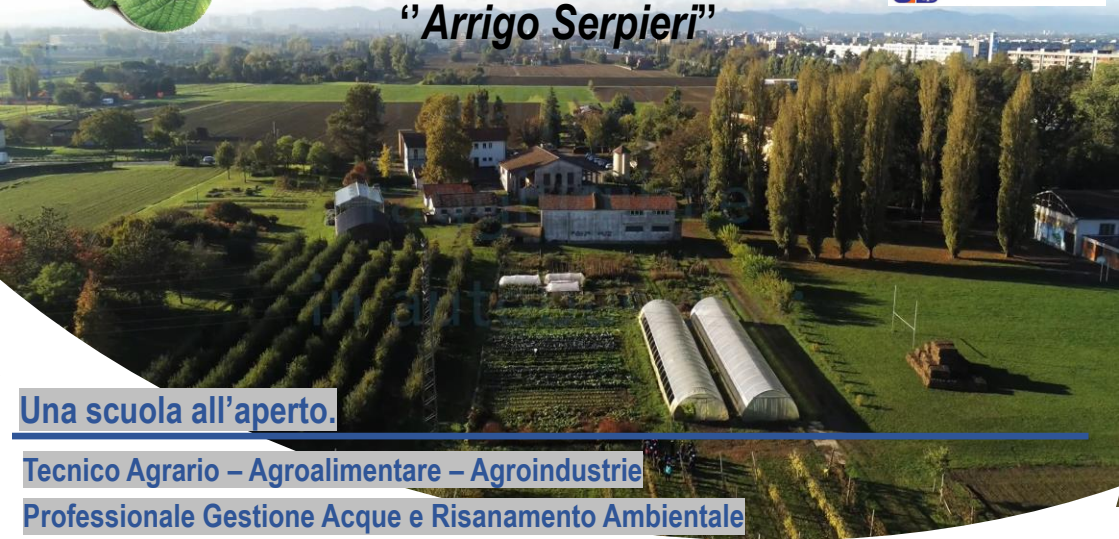 ‘’Arrigo Serpieri’’
Una scuola all’aperto.
Tecnico Agrario – Agroalimentare – Agroindustrie
Professionale Gestione Acque e Risanamento Ambientale